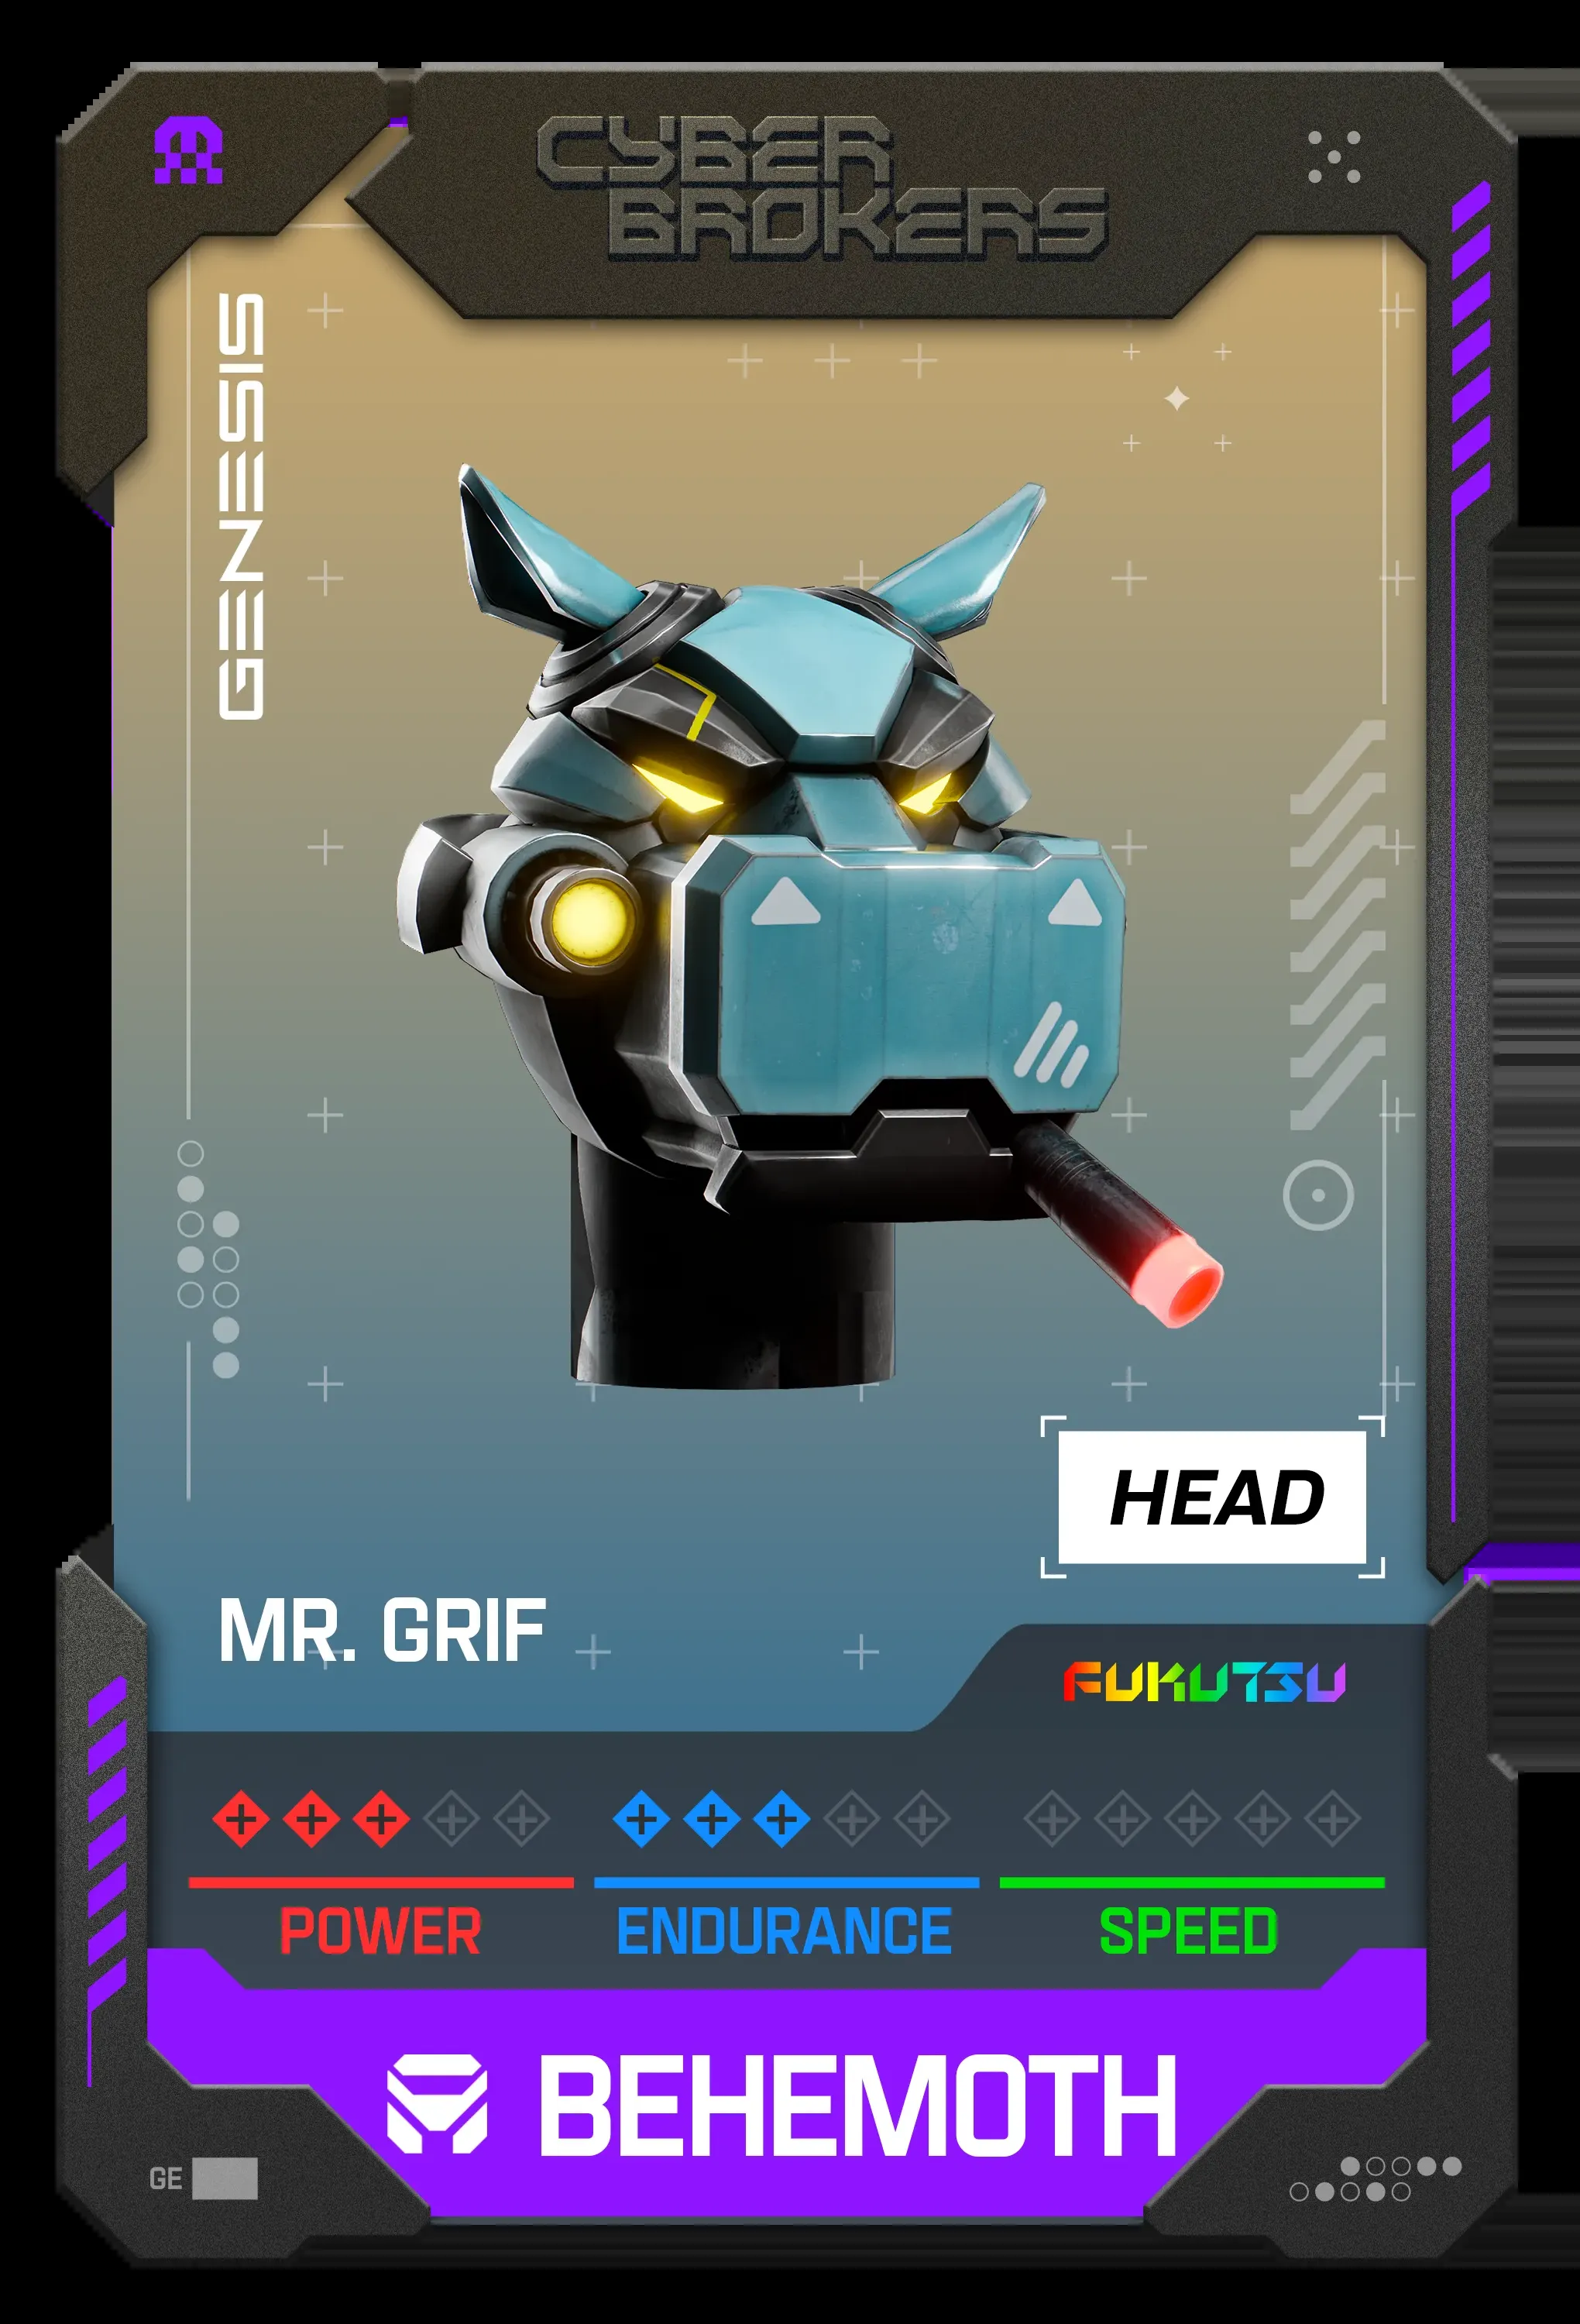 CYBER
BROKERS
GENESIS
HEAD
MR. GRIF
FUKUTSU
POWER ENDURANCE SPEED
BEHEMOTH
GE